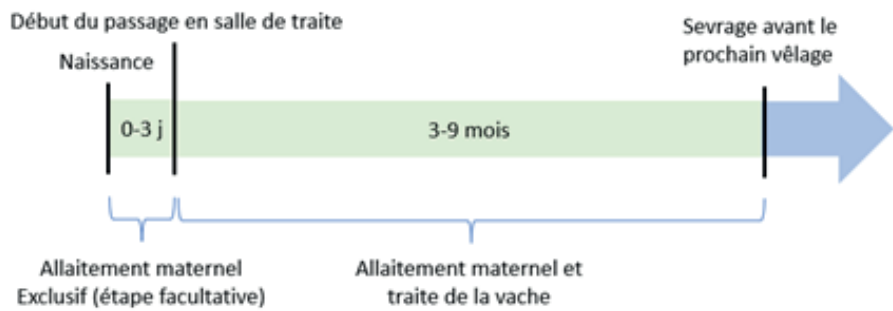 Début du passage en salle de traite
Naissance
Sevrage avant le
prochain vêlage
0-3 j
3-9 mois
Allaitement maternel
Exclusif (étape facultative)
Allaitement maternel et
traite de la vache